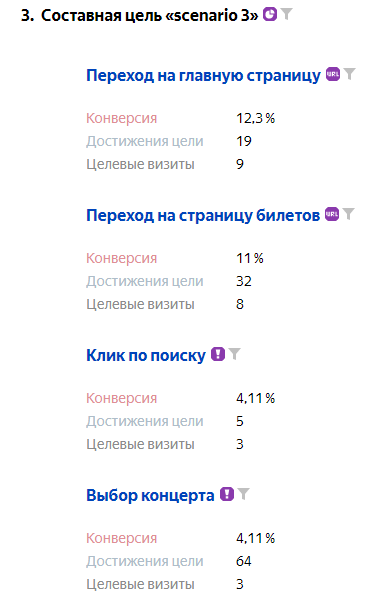 3. Составная цель «scenario 3»
Переход на главную страницу URL
Конверсия 12,3 %
Достижения цели 19
Целевые визиты 9
Переход на страницу билетов URL
Конверсия 11 %
Достижения цели 32
Целевые визиты 8
Клик по поиску
Конверсия 4,11 %
Достижения цели 5
Целевые визиты 3
Выбор концерта
Конверсия 4,11 %
Достижения цели 64
Целевые визиты 3